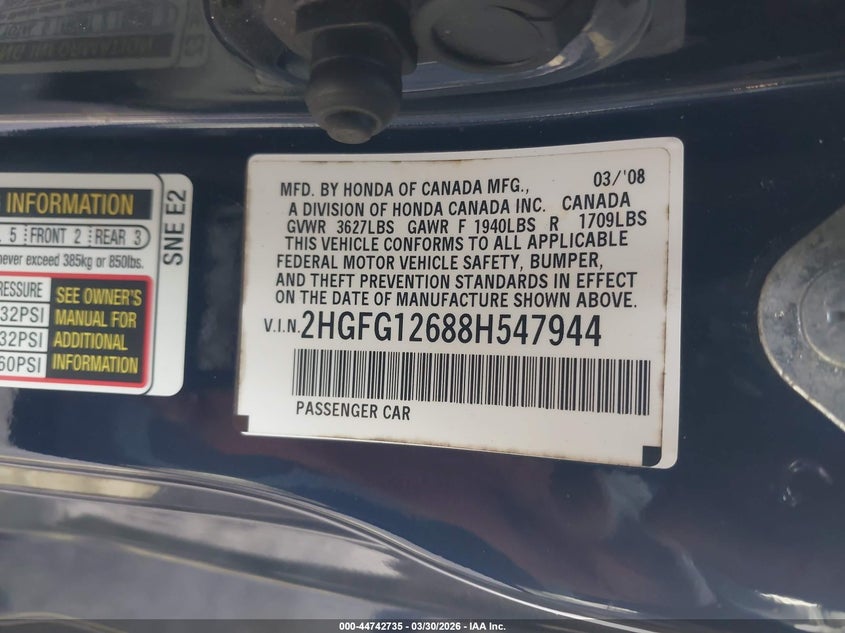 INFORMATION
5 FRONT 2 REAR 3
never exceed 385kg or 850lbs.
SNE E2
SEE OWNER'S
MANUAL FOR
ADDITIONAL
INFORMATION
32PSI
32PSI
60PSI
MFD. BY HONDA OF CANADA MFG., 03/'08
A DIVISION OF HONDA CANADA INC. CANADA
GVWR 3627LBS GAWR F 1940LBS R 1709LBS
THIS VEHICLE CONFORMS TO ALL APPLICABLE
FEDERAL MOTOR VEHICLE SAFETY, BUMPER,
AND THEFT PREVENTION STANDARDS IN EFFECT
ON THE DATE OF MANUFACTURE SHOWN ABOVE.
V.I.N. 2HGFG12688H547944
PASSENGER CAR
000-44742735 - 03/30/2026 - IAA Inc.